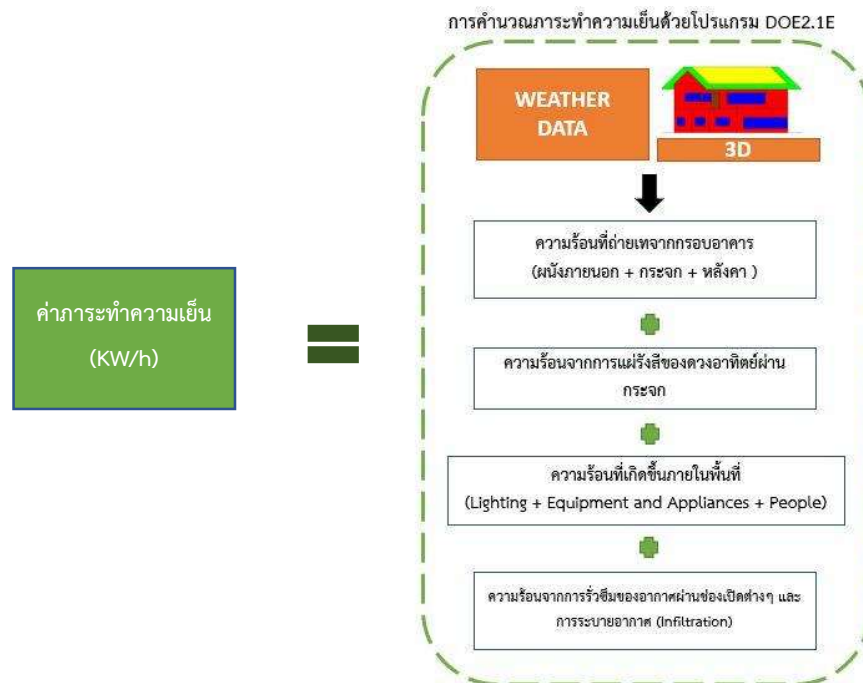 การคำนวณภาระทำความเย็นด้วยโปรแกรม DOE2.1E
WEATHER
DATA
3D
ความร้อนที่ถ่ายเทจากกรอบอาคาร
(ผนังภายนอก + กระจก + หลังคา )
ค่าภาระทำความเย็น
(KW/h)
ความร้อนจากการแผ่รังสีของดวงอาทิตย์ผ่าน
กระจก
ความร้อนที่เกิดขึ้นภายในพื้นที่
(Lighting + Equipment and Appliances + People)
ความร้อนจากการรั่วซึมของอากาศผ่านช่องเปิดต่างๆ และ
การระบายอากาศ (Infiltration)